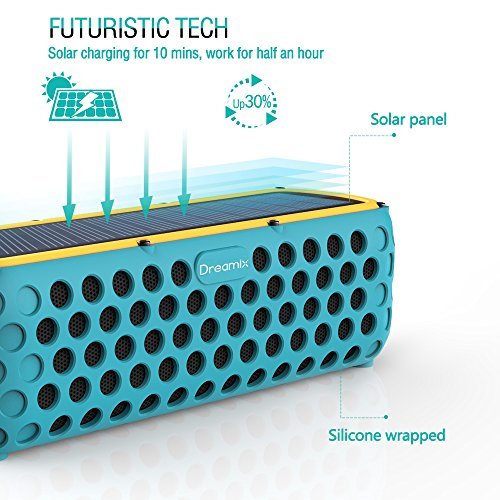 FUTURISTIC TECH
Solar charging for 10 mins, work for half an hour
Up30%
Solar panel
Dreamix
Silicone wrapped